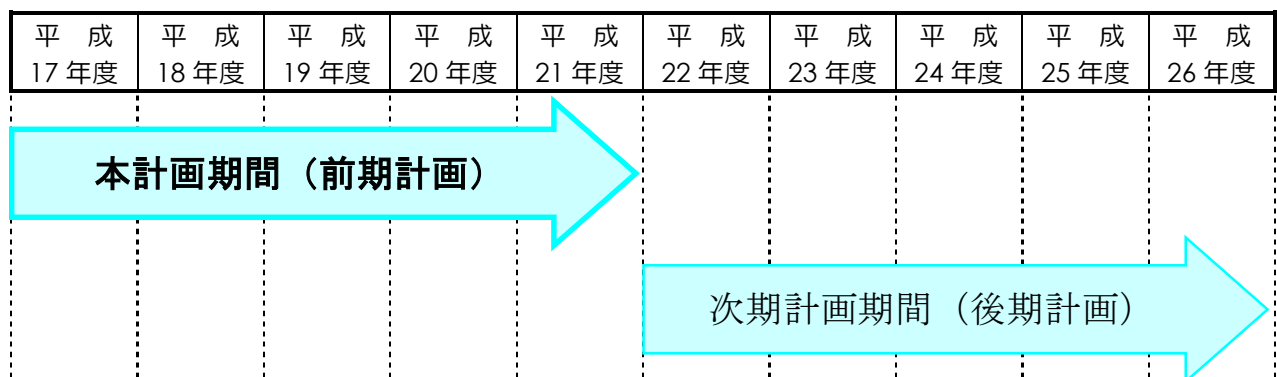 平成 平成 平成 平成 平成 平成 平成 平成 平成 平成
17年度 18年度 19年度 20年度 21年度 22年度 23年度 24年度 25年度 26年度
本計画期間（前期計画）
次期計画期間（後期計画）